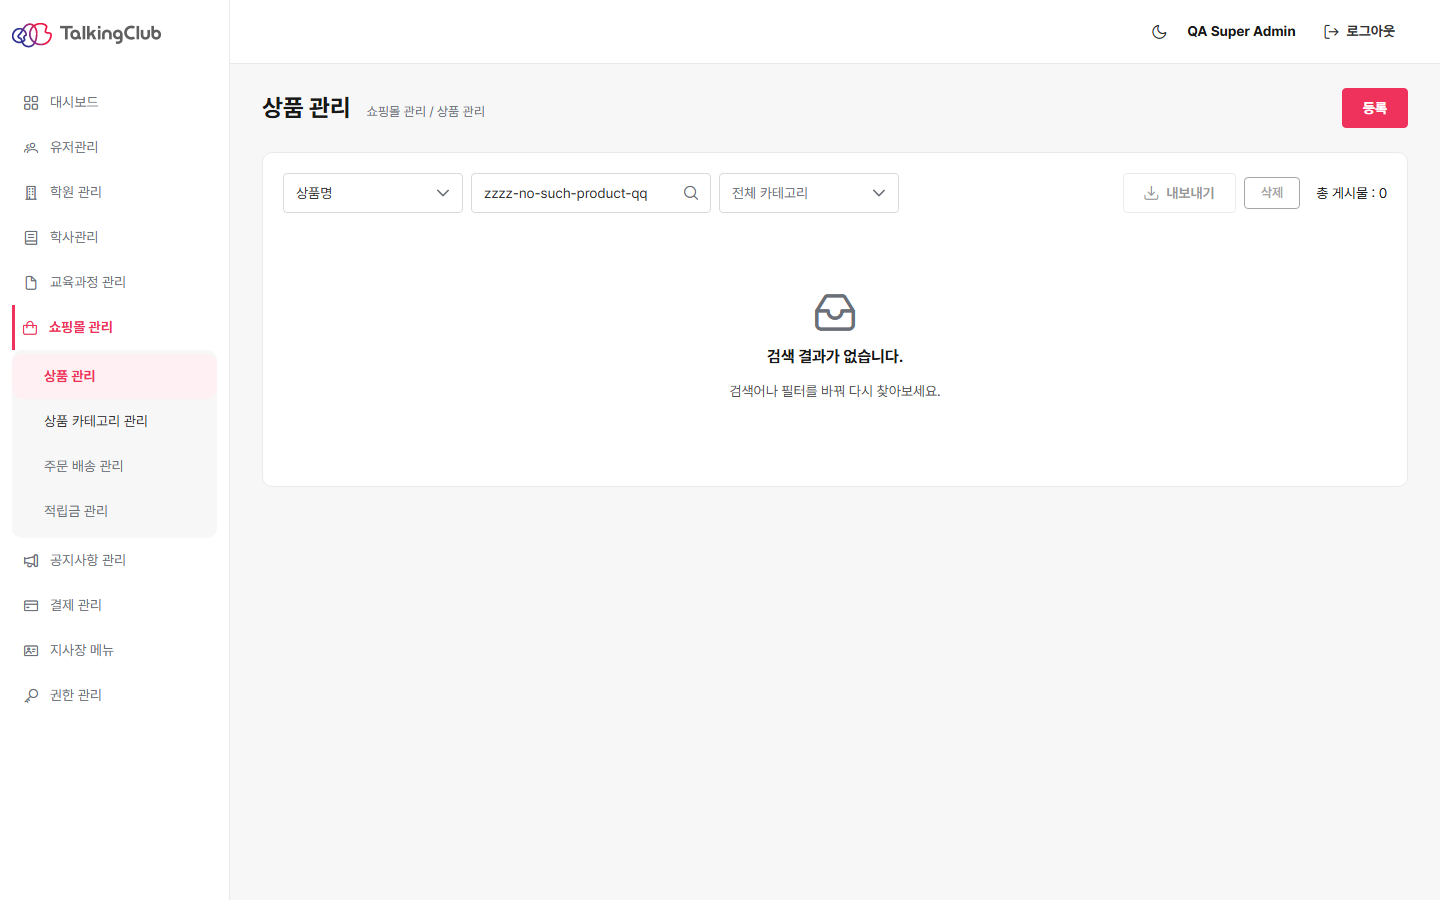 TalkingClub
QA Super Admin
로그아웃
대시보드
유저관리
학원 관리
학사관리
교육과정 관리
쇼핑몰 관리
상품 관리
상품 카테고리 관리
주문 배송 관리
적립금 관리
공지사항 관리
결제 관리
지사장 메뉴
권한 관리
상품 관리
쇼핑몰 관리 / 상품 관리
등록
상품명
zzzz-no-such-product-qq
전체 카테고리
내보내기
삭제
총 게시물 : 0
검색 결과가 없습니다.
검색어나 필터를 바꿔 다시 찾아보세요.